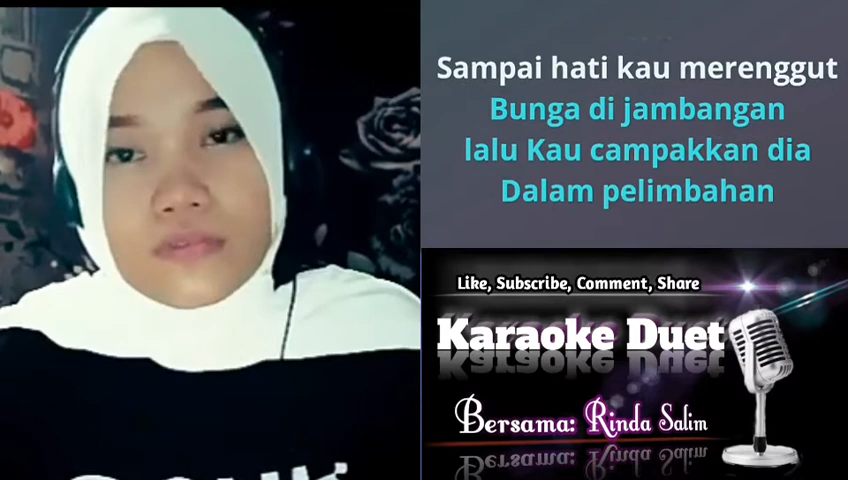 Sampai hati kau merenggut
Bunga di jambangan
lalu Kau campakkan dia
Dalam pelimbahan
Like, Subscribe, Comment, Share
Karaoke Duet
Bersama: Rinda Salim